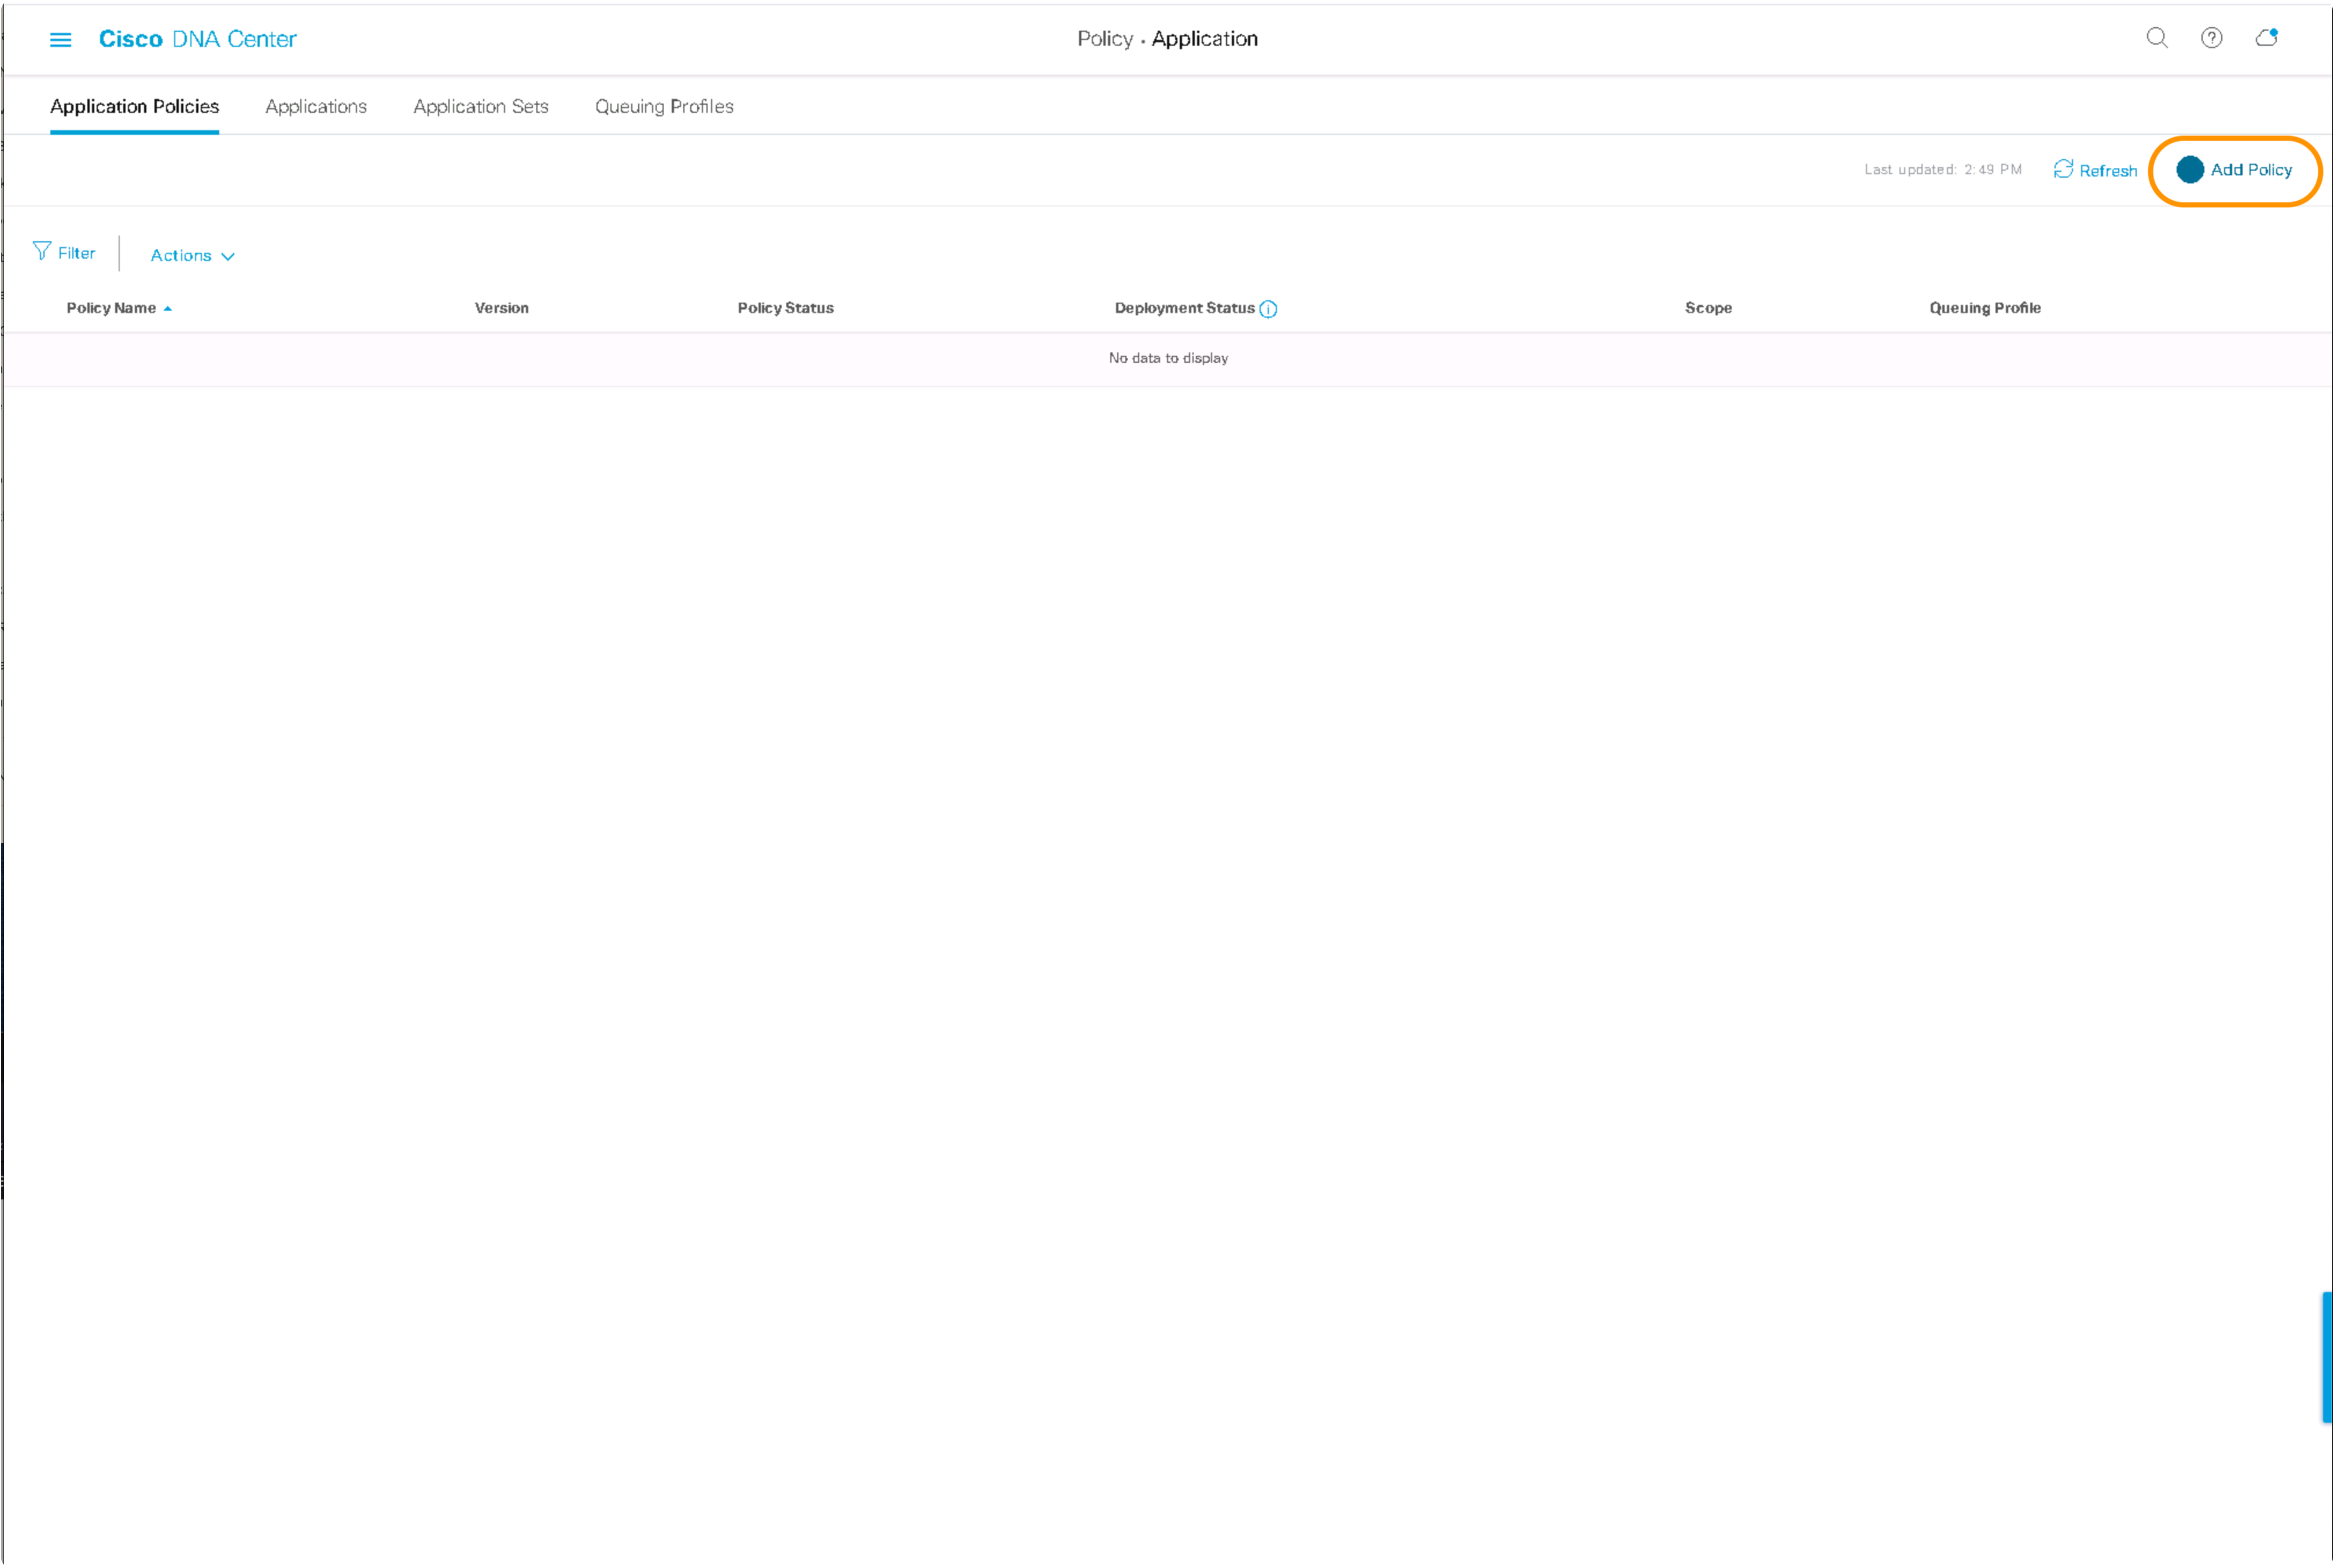 Cisco DNA Center
Policy · Application
Application Policies Applications Application Sets Queuing Profiles
Last updated: 2:49 PM Refresh Add Policy
Filter Actions
Policy Name Version Policy Status Deployment Status Scope Queuing Profile
No data to display